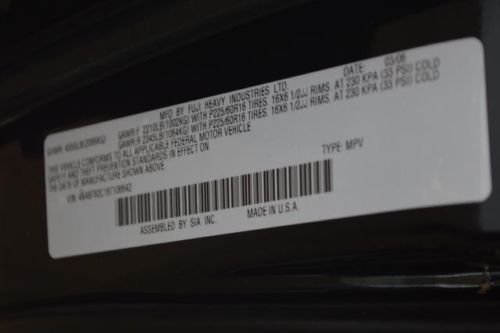 MFD BY FUJI HEAVY INDUSTRIES LTD. DATE: 03/06
GAWR:F 2210LB(1002KG) WITH P225/60R16 TIRES. 16X6 1/2JJ RIMS. AT 230 KPA (33 PSI) COLD
GAWR:R 2345LB(1064KG) WITH P225/60R16 TIRES. 16X6 1/2JJ RIMS. AT 230 KPA (33 PSI) COLD
THIS VEHICLE CONFORMS TO ALL APPLICABLE FEDERAL MOTOR VEHICLE
SAFETY AND THEFT PREVENTION STANDARDS IN EFFECT ON
THE DATE OF MANUFACTURE SHOWN ABOVE.
TYPE: MPV
VIN:
ASSEMBLED BY SIA INC. MADE IN U.S.A.